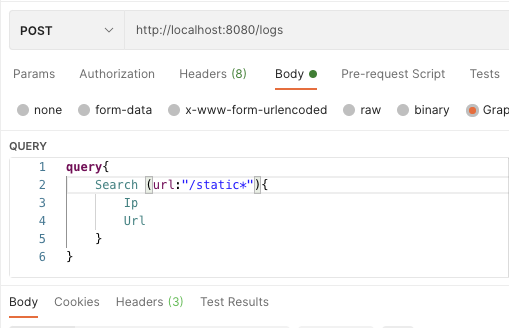 POST http://localhost:8080/logs
Params Authorization Headers (8) Body Pre-request Script Tests
none form-data x-www-form-urlencoded raw binary Grap
QUERY
1 query{
2 Search (url:"/static*"){
3 Ip
4 Url
5 }
6 }
Body Cookies Headers (3) Test Results